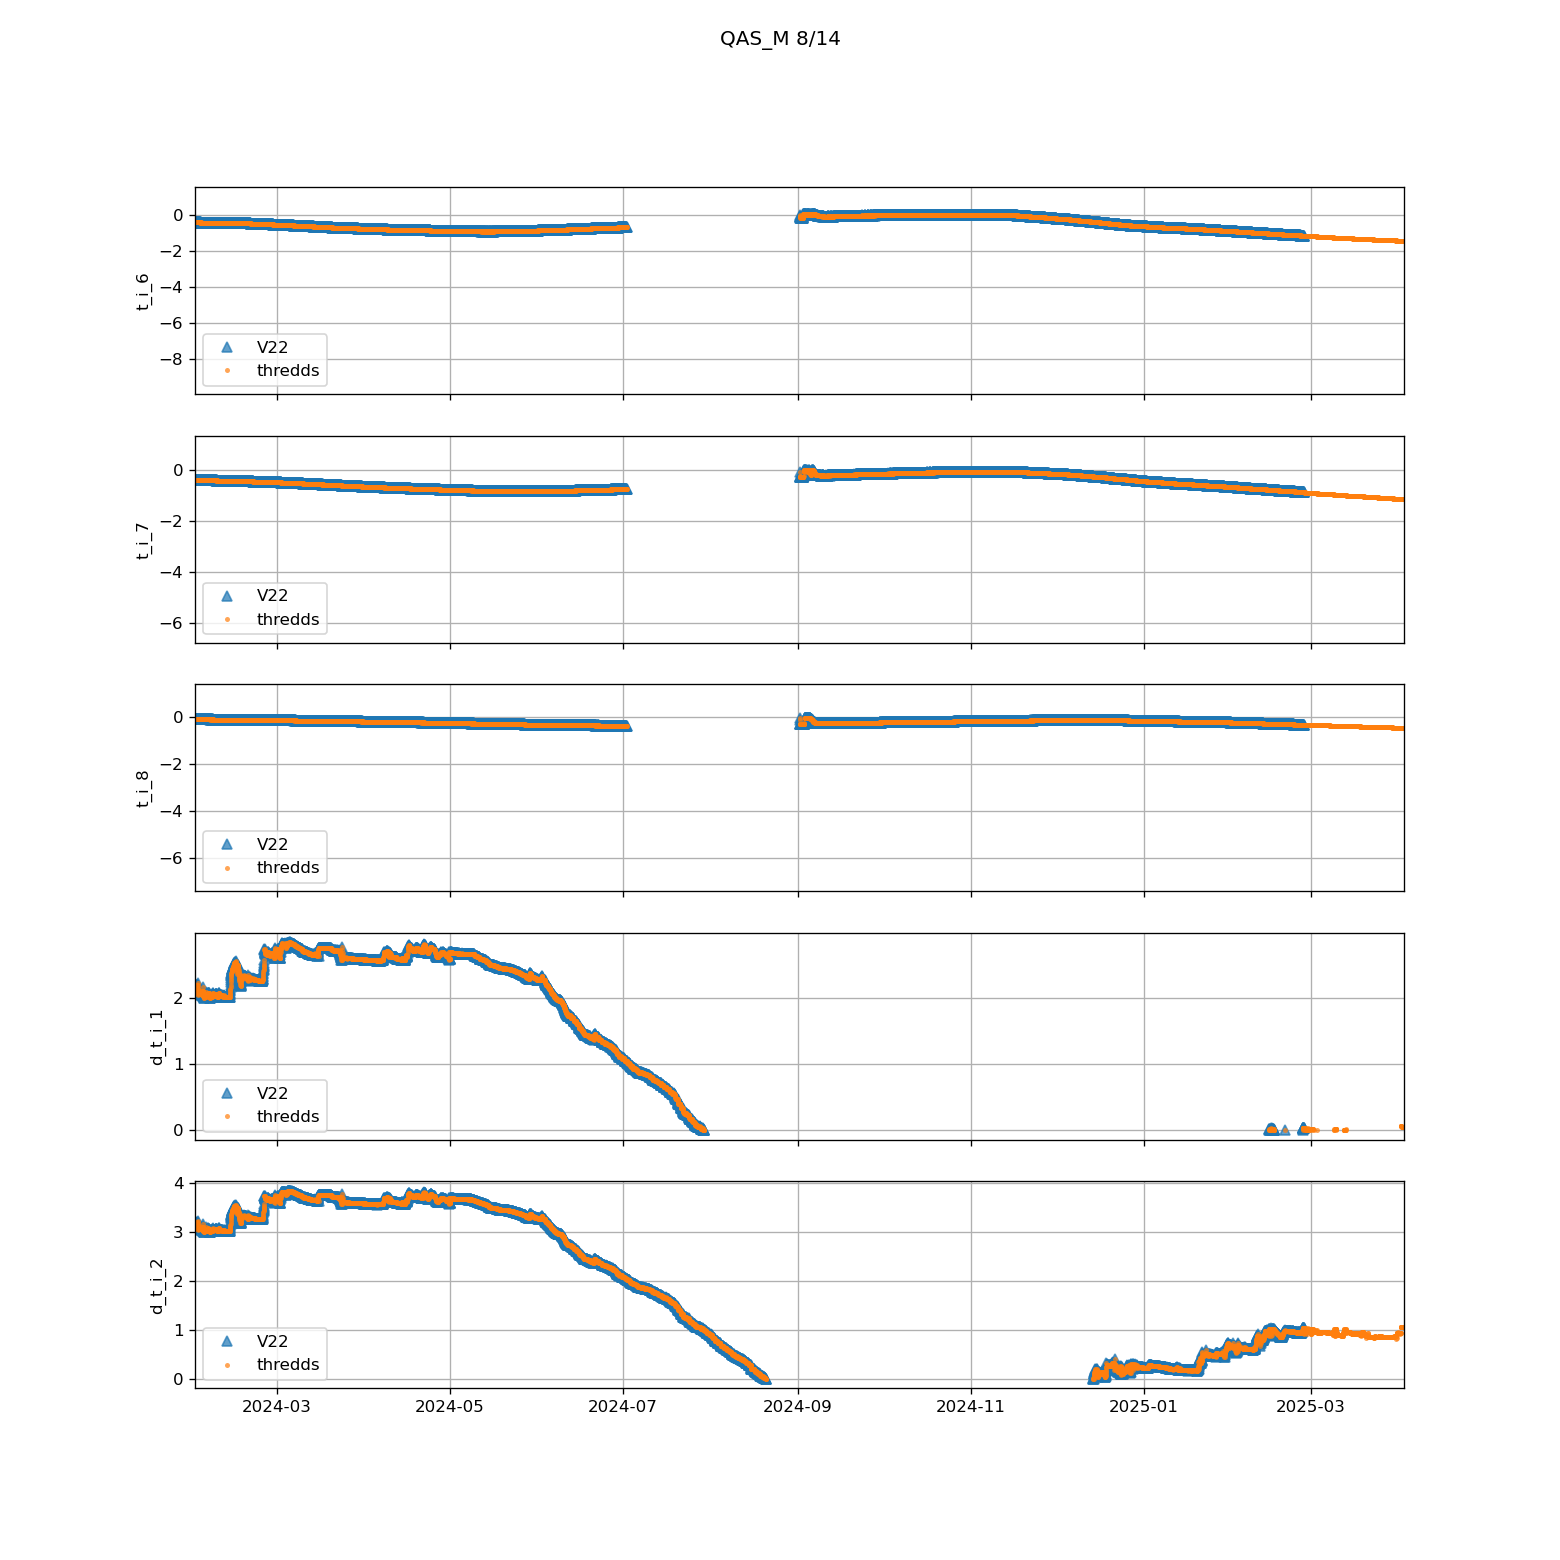 QAS_M 8/14
0
−2
−4
−6
−8
t_i_6
V22
thredds
0
−2
−4
−6
t_i_7
V22
thredds
0
−2
−4
−6
t_i_8
V22
thredds
2
1
0
d_t_i_1
V22
thredds
4
3
2
1
0
d_t_i_2
V22
thredds
2024-03 2024-05 2024-07 2024-09 2024-11 2025-01 2025-03